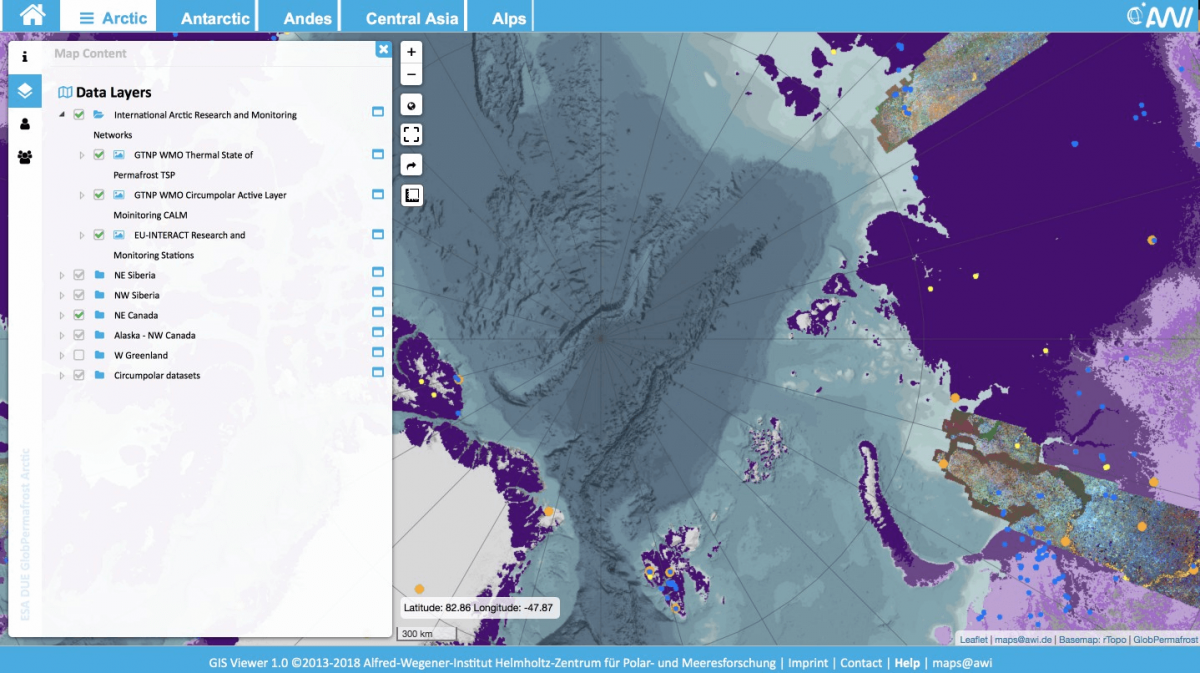 Arctic
Antarctic
Andes
Central Asia
Alps
AWI
i
Map Content
Data Layers
International Arctic Research and Monitoring
Networks
GTNP WMO Thermal State of
Permafrost TSP
GTNP WMO Circumpolar Active Layer
Moinitoring CALM
EU-INTERACT Research and
Monitoring Stations
NE Siberia
NW Siberia
NE Canada
Alaska - NW Canada
W Greenland
Circumpolar datasets
ESA DUE GlobPermafrost Arctic
+
−
Latitude: 82.86 Longitude: -47.87
300 km
Leaflet | maps@awi.de | Basemap: rTopo | GlobPermafrost
GIS Viewer 1.0 ©2013-2018 Alfred-Wegener-Institut Helmholtz-Zentrum für Polar- und Meeresforschung | Imprint | Contact | Help | maps@awi